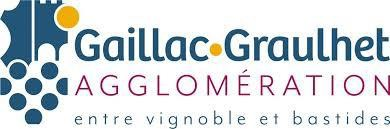 Gaillac•Graulhet
AGGLOMÉRATION
entre vignoble et bastides